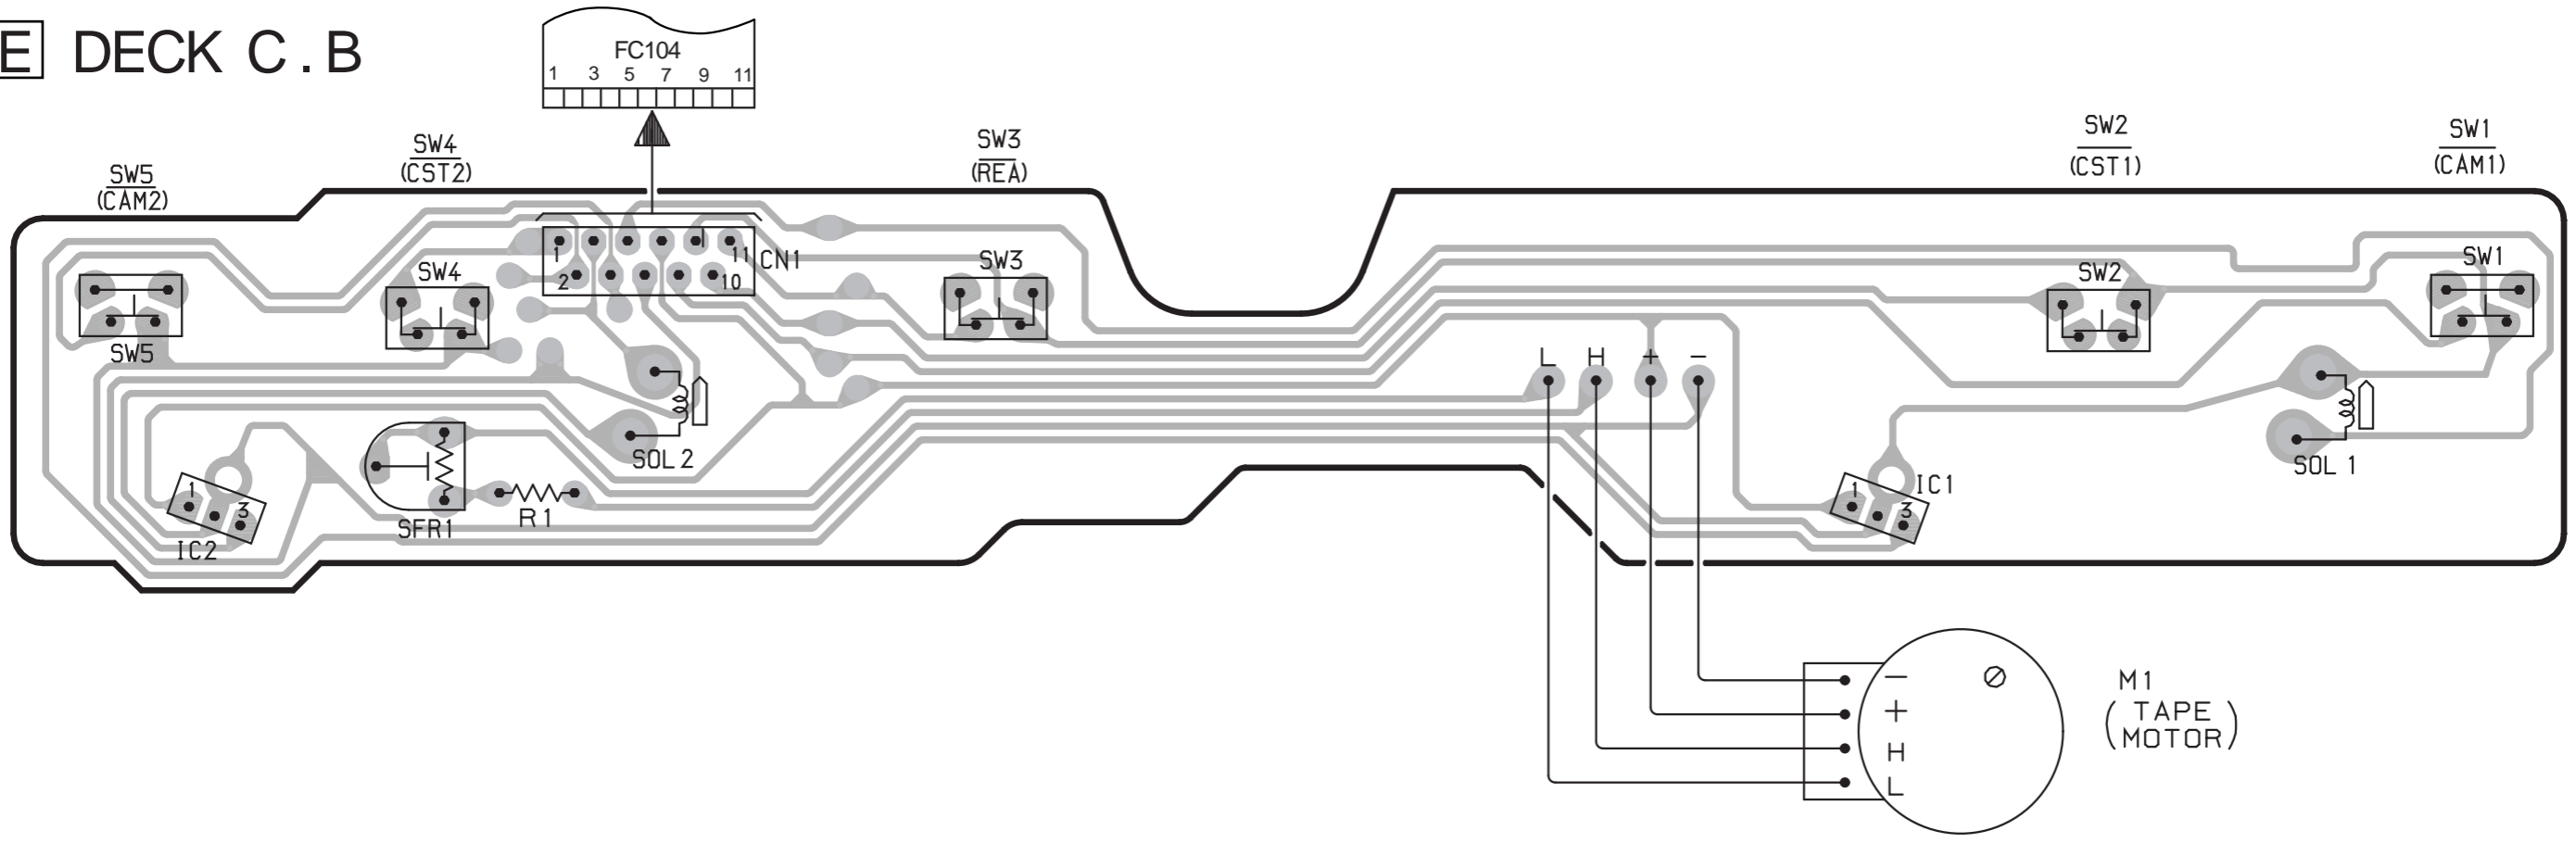 E DECK C.B
FC104
1 3 5 7 9 11
SW5
(CAM2)
SW4
(CST2)
SW3
(REA)
SW2
(CST1)
SW1
(CAM1)
1 11 CN1
2 10
SW5
SW4
SW3
SW2
SW1
L H + −
SOL 2
SOL 1
1 3
IC2
SFR1
R1
1 3
IC1
−
+
H
L
M1
( TAPE
MOTOR )